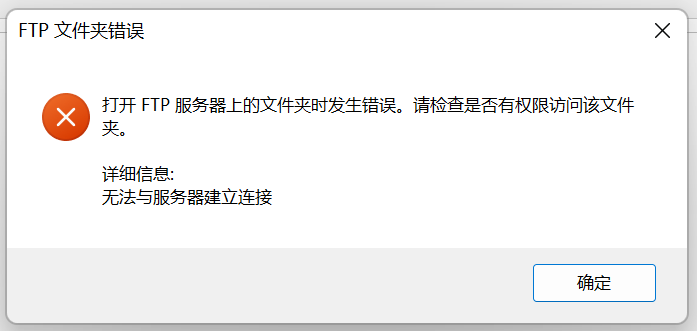 FTP 文件夹错误
打开 FTP 服务器上的文件夹时发生错误。请检查是否有权限访问该文件
夹。
详细信息:
无法与服务器建立连接
确定